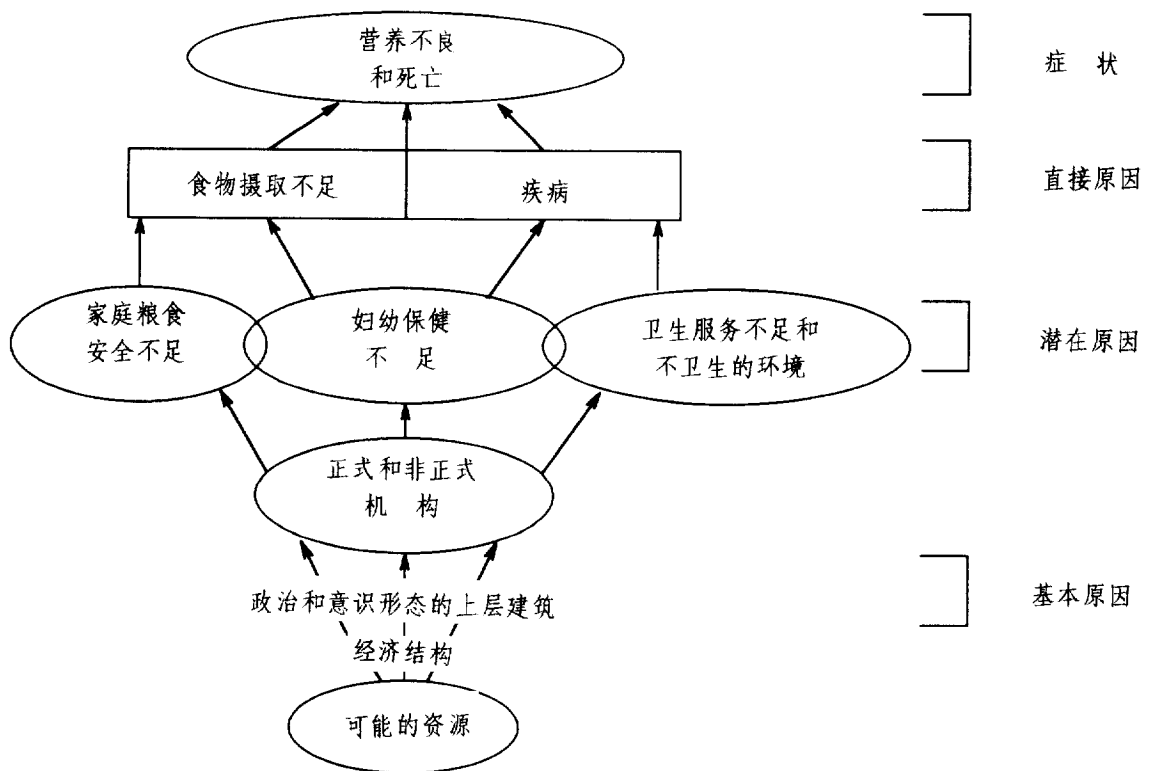 营养不良
和死亡
症 状
食物摄取不足
疾病
直接原因
家庭粮食
安全不足
妇幼保健
不 足
卫生服务不足和
不卫生的环境
潜在原因
正式和非正式
机 构
政治和意识形态的上层建筑
基本原因
经济结构
可能的资源